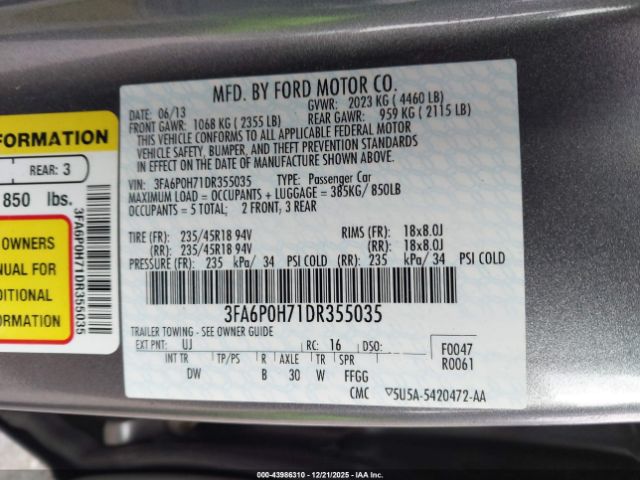 MFD. BY FORD MOTOR CO.
DATE: 06/13 GVWR: 2023 KG ( 4460 LB)
FRONT GAWR: 1068 KG ( 2355 LB) REAR GAWR: 959 KG ( 2115 LB)
THIS VEHICLE CONFORMS TO ALL APPLICABLE FEDERAL MOTOR
VEHICLE SAFETY, BUMPER, AND THEFT PREVENTION STANDARDS
IN EFFECT ON THE DATE OF MANUFACTURE SHOWN ABOVE.
VIN: 3FA6P0H71DR355035 TYPE: Passenger Car
MAXIMUM LOAD = OCCUPANTS + LUGGAGE = 385KG/ 850LB
OCCUPANTS = 5 TOTAL; 2 FRONT, 3 REAR
TIRE (FR): 235/45R18 94V RIMS (FR): 18x8.0J
(RR): 235/45R18 94V (RR): 18x8.0J
PRESSURE (FR): 235 kPa/ 34 PSI COLD (RR): 235 kPa/ 34 PSI COLD
3FA6P0H71DR355035
TRAILER TOWING - SEE OWNER GUIDE
EXT PNT: UJ RC: 16 DSO: F0047
R0061
INT TR TP/PS R AXLE TR SPR
DW B 30 W FFGG
CMC 5U5A-5420472-AA
FORMATION
REAR: 3
850 lbs.
OWNERS
NUAL FOR
DITIONAL
FORMATION
3FA6P0H71DR355035
000-43986310 - 12/21/2025 - IAA, Inc.